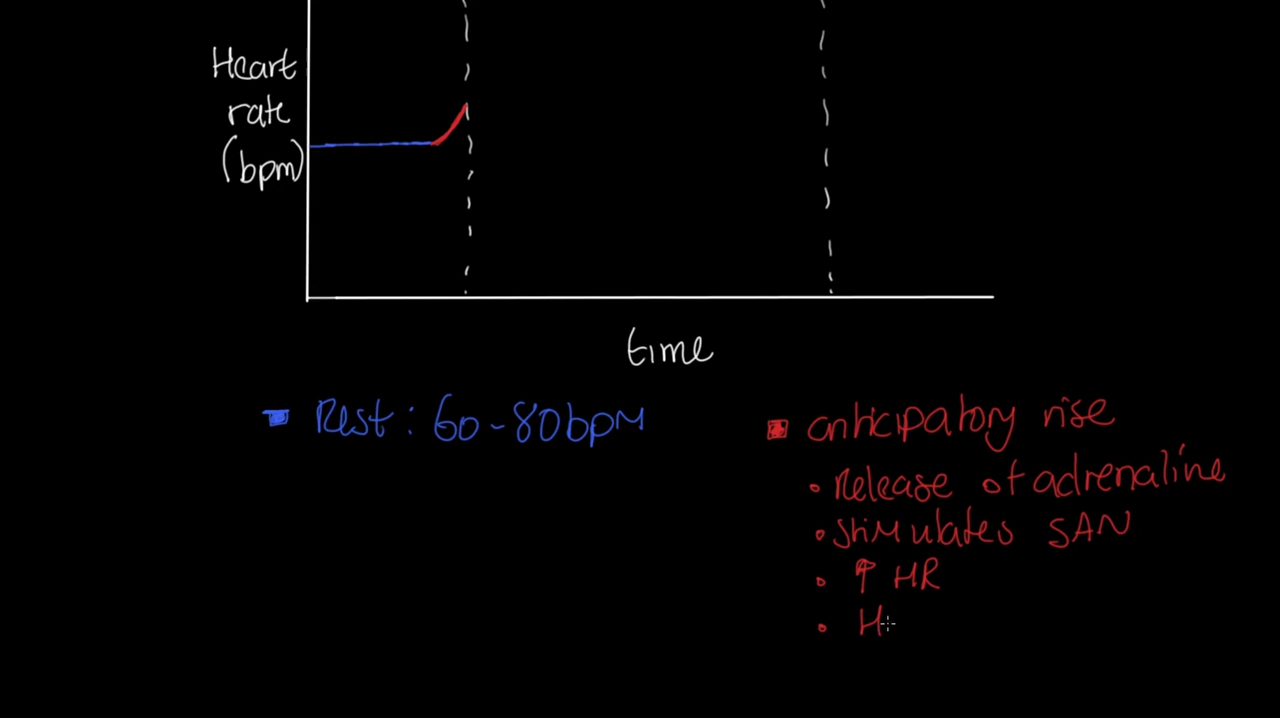 Heart
rate
(bpm)
time
Rest: 60-80bpm
anticipatory rise
• Release of adrenaline
• stimulates SAN
• ↑ HR
• H